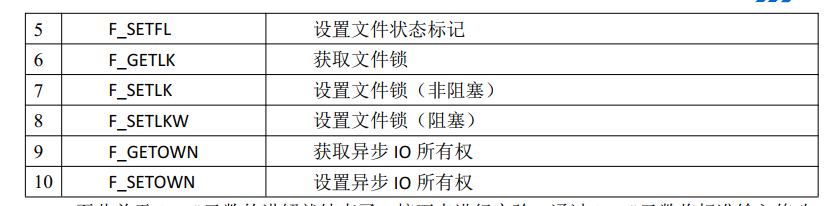 5 F_SETFL 设置文件状态标记
6 F_GETLK 获取文件锁
7 F_SETLK 设置文件锁（非阻塞）
8 F_SETLKW 设置文件锁（阻塞）
9 F_GETOWN 获取异步 IO 所有权
10 F_SETOWN 设置异步 IO 所有权